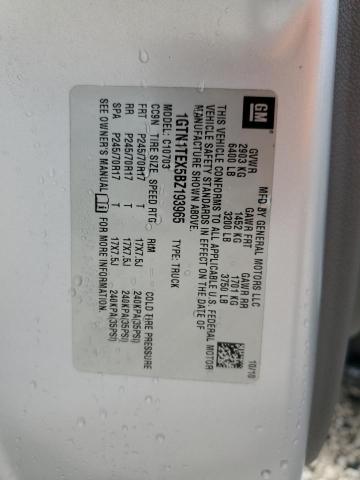 GM
MFD BY GENERAL MOTORS LLC
10/10
GVWR GAWR FRT GAWR RR
2903 KG 1452 KG 1701 KG
6400 LB 3200 LB 3750 LB
THIS VEHICLE CONFORMS TO ALL APPLICABLE U.S. FEDERAL MOTOR
VEHICLE SAFETY STANDARDS IN EFFECT ON THE DATE OF
MANUFACTURE SHOWN ABOVE.
1GTN1TEX5BZ193965 TYPE: TRUCK
MODEL: C10703
CC9N TIRE SIZE SPEED RTG RIM COLD TIRE PRESSURE
FRT P245/70R17 T 17X7.5J 240KPA(35PSI)
RR P245/70R17 T 17X7.5J 240KPA(35PSI)
SPA P245/70R17 T 17X7.5J 240KPA(35PSI)
SEE OWNER'S MANUAL FOR MORE INFORMATION.